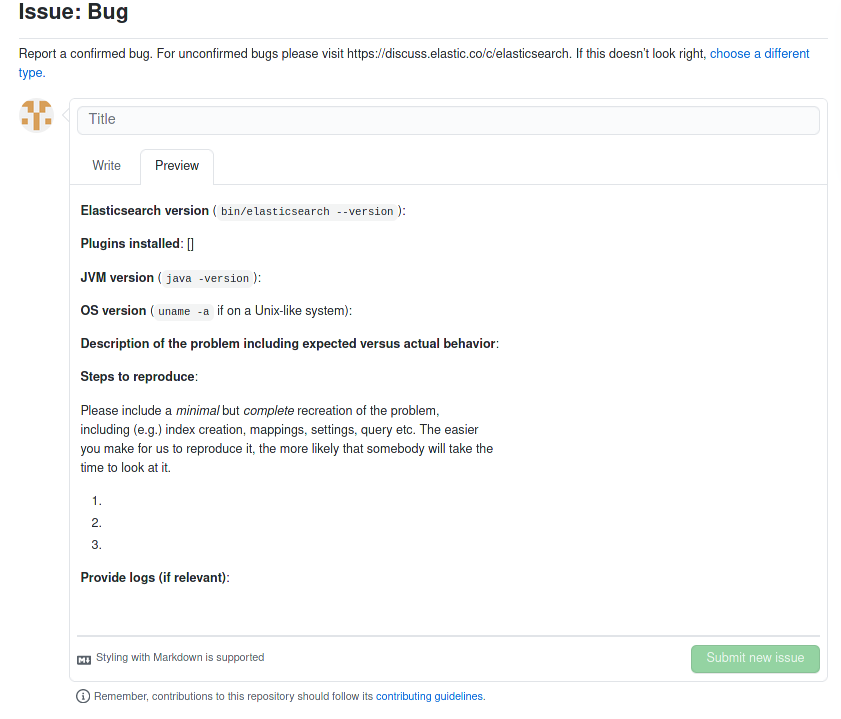 Issue: Bug
Report a confirmed bug. For unconfirmed bugs please visit https://discuss.elastic.co/c/elasticsearch. If this doesn't look right, choose a different
type.
Title
Write Preview
Elasticsearch version ( bin/elasticsearch --version ):
Plugins installed: []
JVM version ( java -version ):
OS version ( uname -a if on a Unix-like system):
Description of the problem including expected versus actual behavior:
Steps to reproduce:
Please include a minimal but complete recreation of the problem,
including (e.g.) index creation, mappings, settings, query etc. The easier
you make for us to reproduce it, the more likely that somebody will take the
time to look at it.
1.
2.
3.
Provide logs (if relevant):
Styling with Markdown is supported
Submit new issue
Remember, contributions to this repository should follow its contributing guidelines.